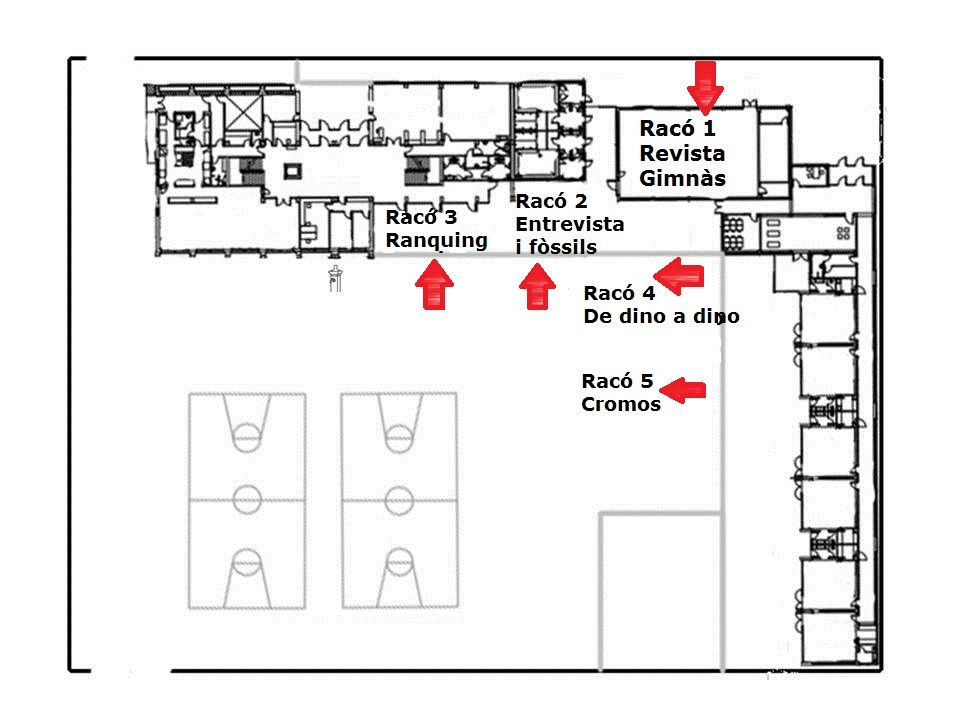 Racó 1
Revista
Gimnàs
Racó 2
Entrevista
i fòssils
Racó 3
Ranquing
Racó 4
De dino a dino
Racó 5
Cromos